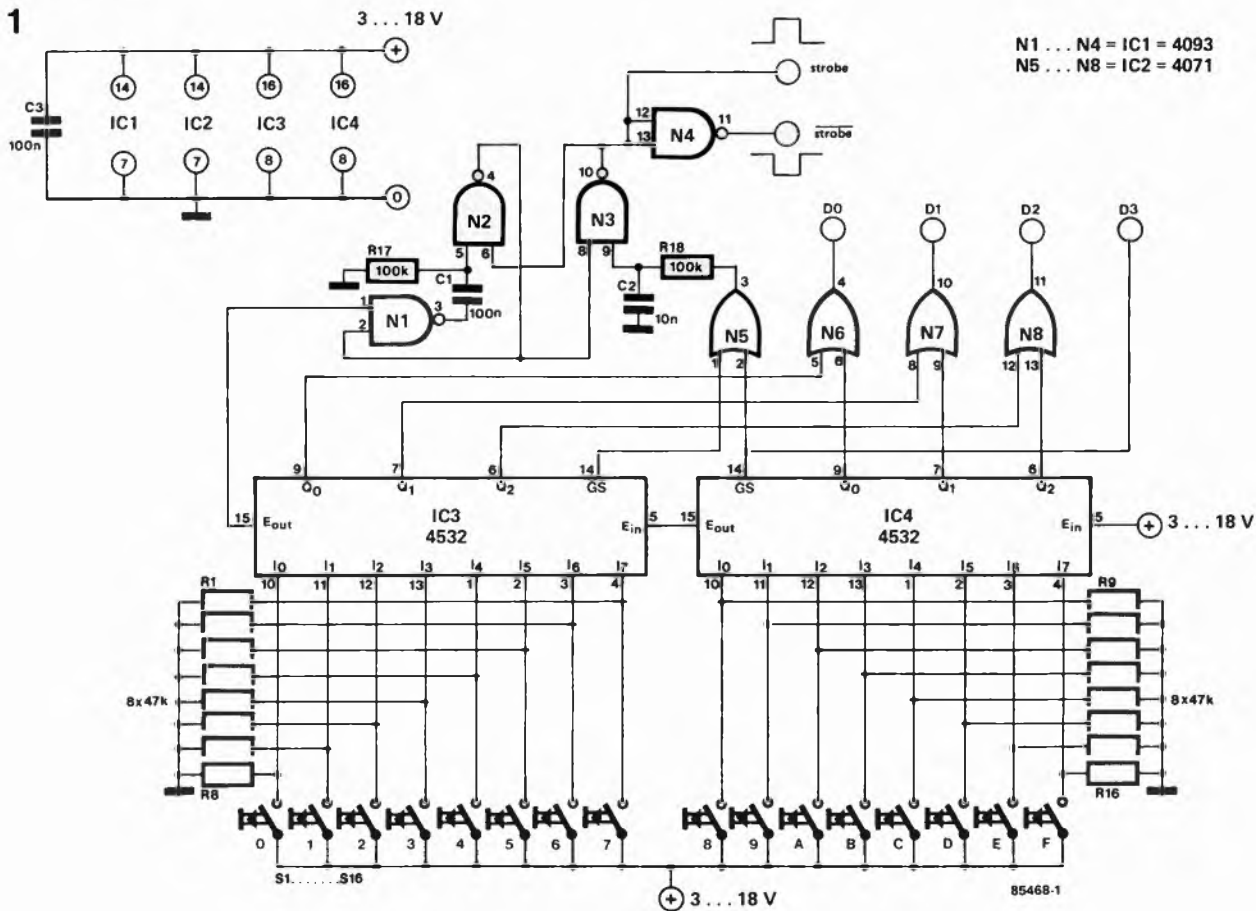 1
3 ... 18 V
+
N1 ... N4 = IC1 = 4093
N5 ... N8 = IC2 = 4071
strobe
C3
100n
14 14 16 16
IC1 IC2 IC3 IC4
7 7 8 8
0
12
13
N4
11
strobe
4
N2
5 6
10
N3
8 9
R17
100k
C1
100n
1
2
N1
3
R18
100k
C2
10n
D0 D1 D2 D3
3
N5
1 2
4
N6
5 6
10
N7
8 9
11
N8
12 13
9 7 6 14
Q0 Q1 Q2 GS
15
Eout
IC3
4532
Ein
5
I0 I1 I2 I3 I4 I5 I6 I7
10 11 12 13 1 2 3 4
14 9 7 6
GS Q0 Q1 Q2
15
Eout
IC4
4532
Ein
5
+ 3 ... 18 V
I0 I1 I2 I3 I4 I5 I6 I7
10 11 12 13 1 2 3 4
R1
8x47k
R8
R9
8x47k
R16
0 1 2 3 4 5 6 7 8 9 A B C D E F
S1.......S16
+ 3 ... 18 V
85468-1